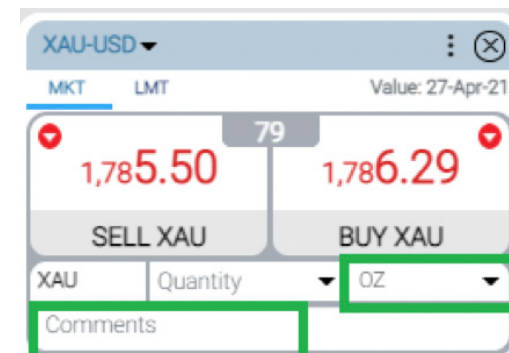 XAU-USD
MKT LMT Value: 27-Apr-21
79
1,785.50 1,786.29
SELL XAU BUY XAU
XAU Quantity OZ
Comments